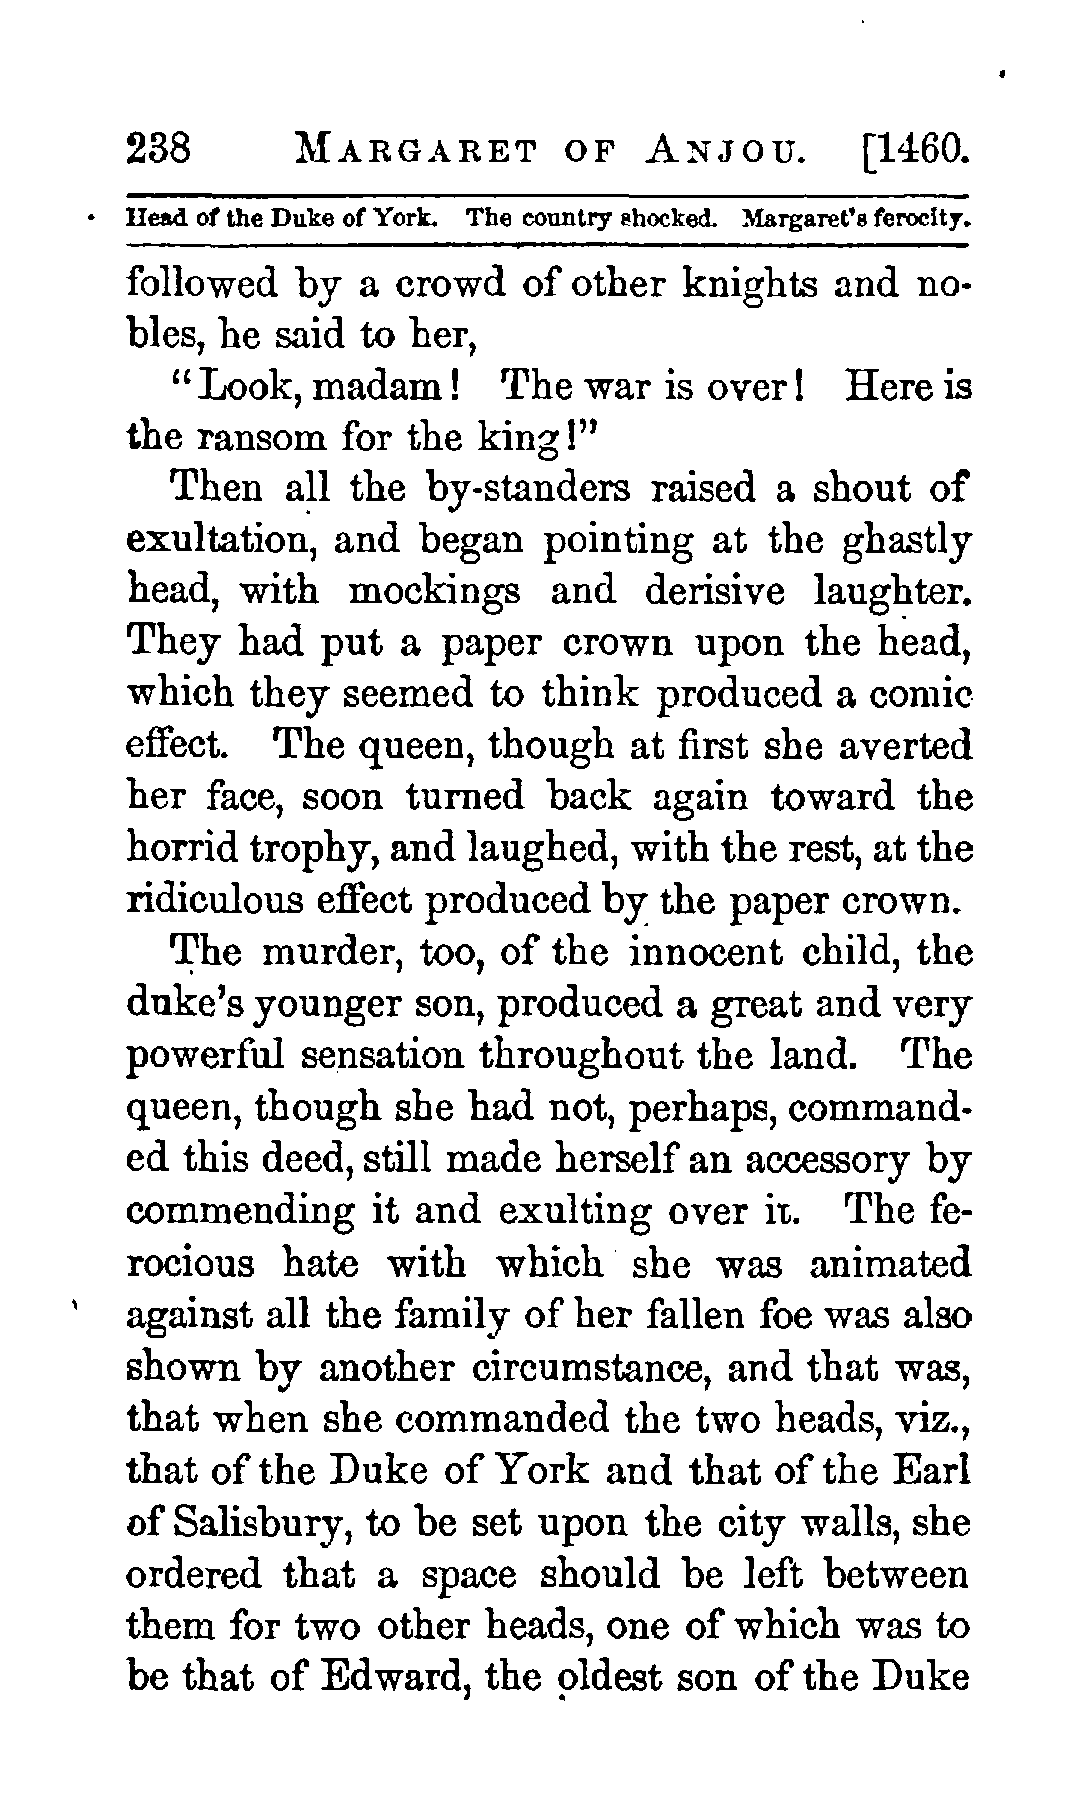 238 MARGARET OF ANJOU. [1460.
Head of the Duke of York. The country shocked. Margaret's ferocity.
followed by a crowd of other knights and no-
bles, he said to her,
"Look, madam! The war is over! Here is
the ransom for the king!"
Then all the by-standers raised a shout of
exultation, and began pointing at the ghastly
head, with mockings and derisive laughter.
They had put a paper crown upon the head,
which they seemed to think produced a comic
effect. The queen, though at first she averted
her face, soon turned back again toward the
horrid trophy, and laughed, with the rest, at the
ridiculous effect produced by the paper crown.
The murder, too, of the innocent child, the
duke's younger son, produced a great and very
powerful sensation throughout the land. The
queen, though she had not, perhaps, command-
ed this deed, still made herself an accessory by
commending it and exulting over it. The fe-
rocious hate with which she was animated
against all the family of her fallen foe was also
shown by another circumstance, and that was,
that when she commanded the two heads, viz.,
that of the Duke of York and that of the Earl
of Salisbury, to be set upon the city walls, she
ordered that a space should be left between
them for two other heads, one of which was to
be that of Edward, the oldest son of the Duke